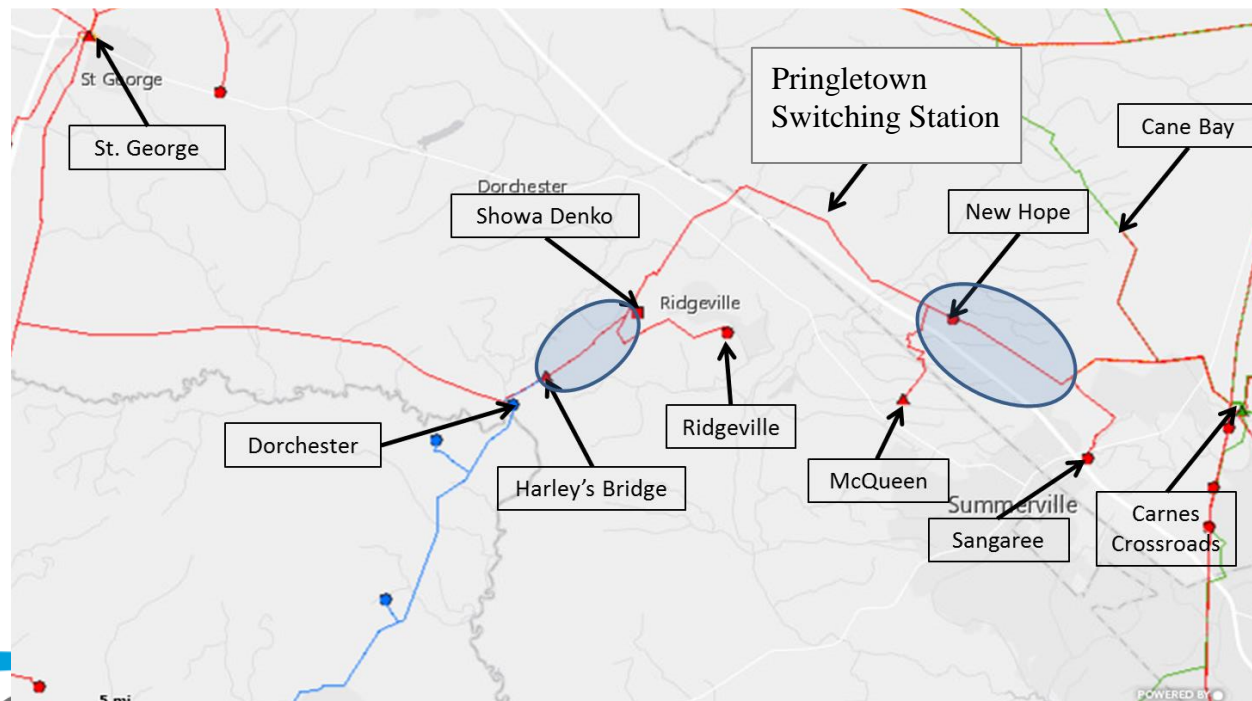 St George
St. George
Pringletown
Switching Station
Cane Bay
Dorchester
Showa Denko
New Hope
Ridgeville
Dorchester
Harley's Bridge
Ridgeville
McQueen
Summerville
Sangaree
Carnes
Crossroads
5 mi
POWERED BY